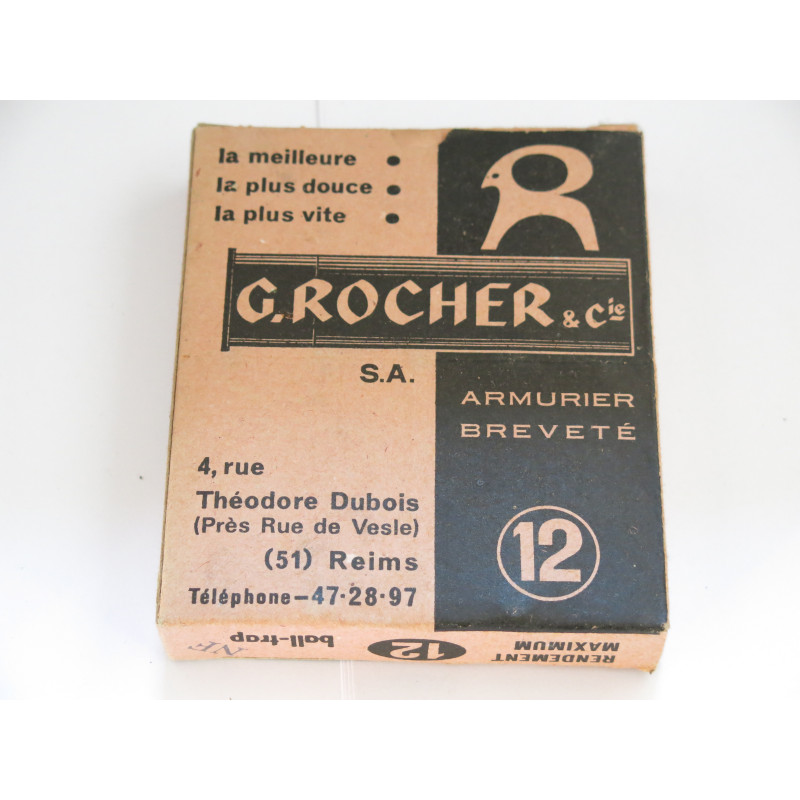 la meilleure •
la plus douce •
la plus vite •
G. ROCHER & Cie
S.A.
ARMURIER
BREVETÉ
4, rue
Théodore Dubois
(Près Rue de Vesle)
(51) Reims
Téléphone-47·28·97
12
RENDEMENT
MAXIMUM
12
ball-trap
NF